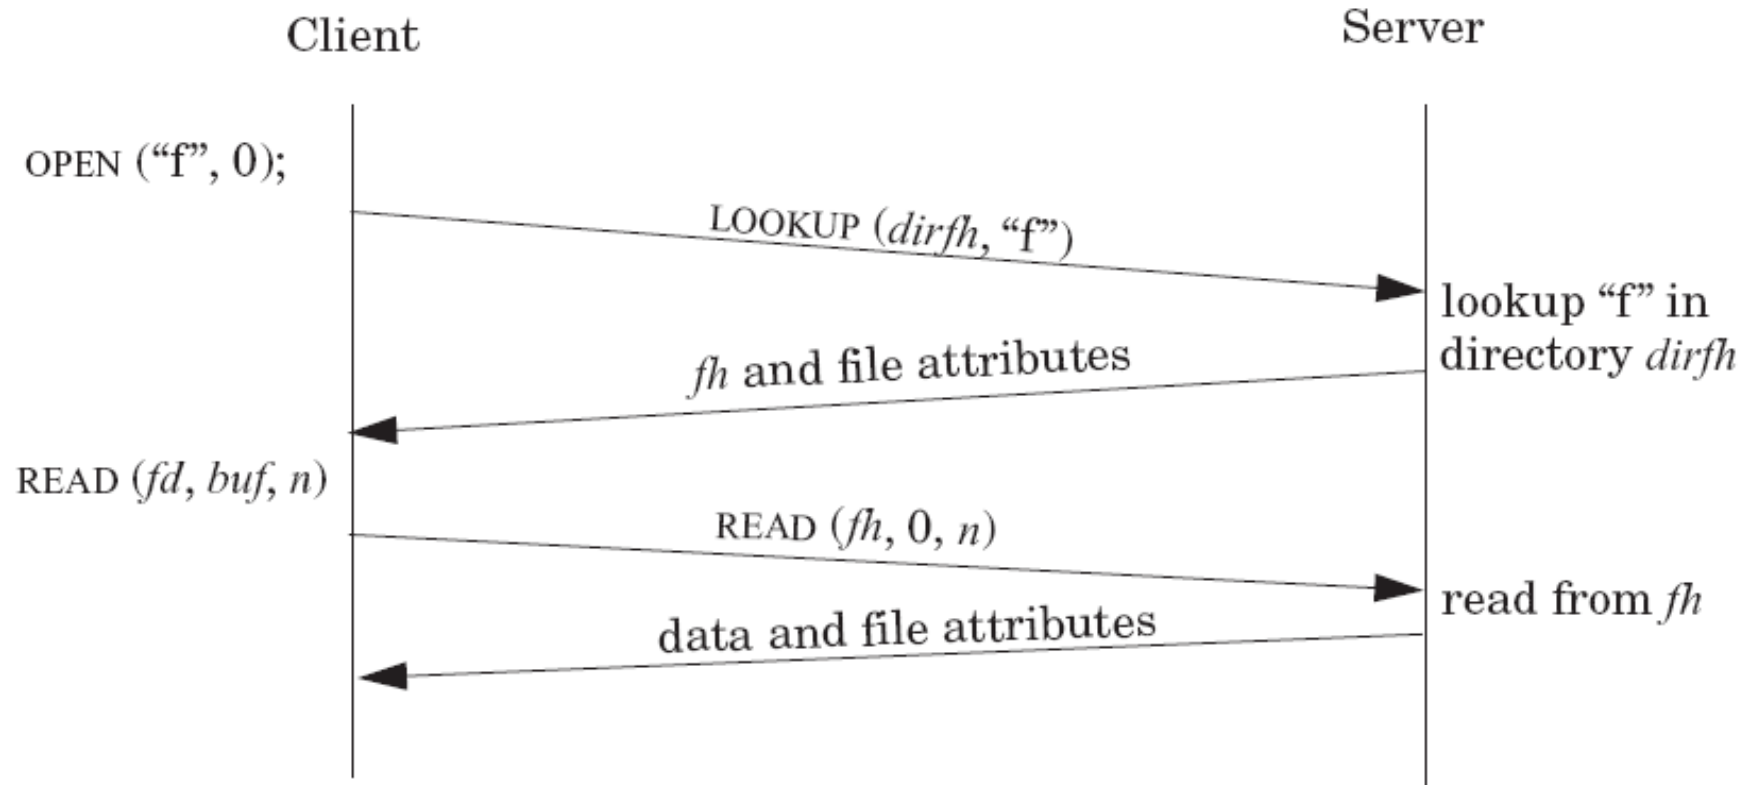 Client
Server
OPEN (“f”, 0);
LOOKUP (dirfh, “f”)
lookup “f” in
directory dirfh
fh and file attributes
READ (fd, buf, n)
READ (fh, 0, n)
read from fh
data and file attributes